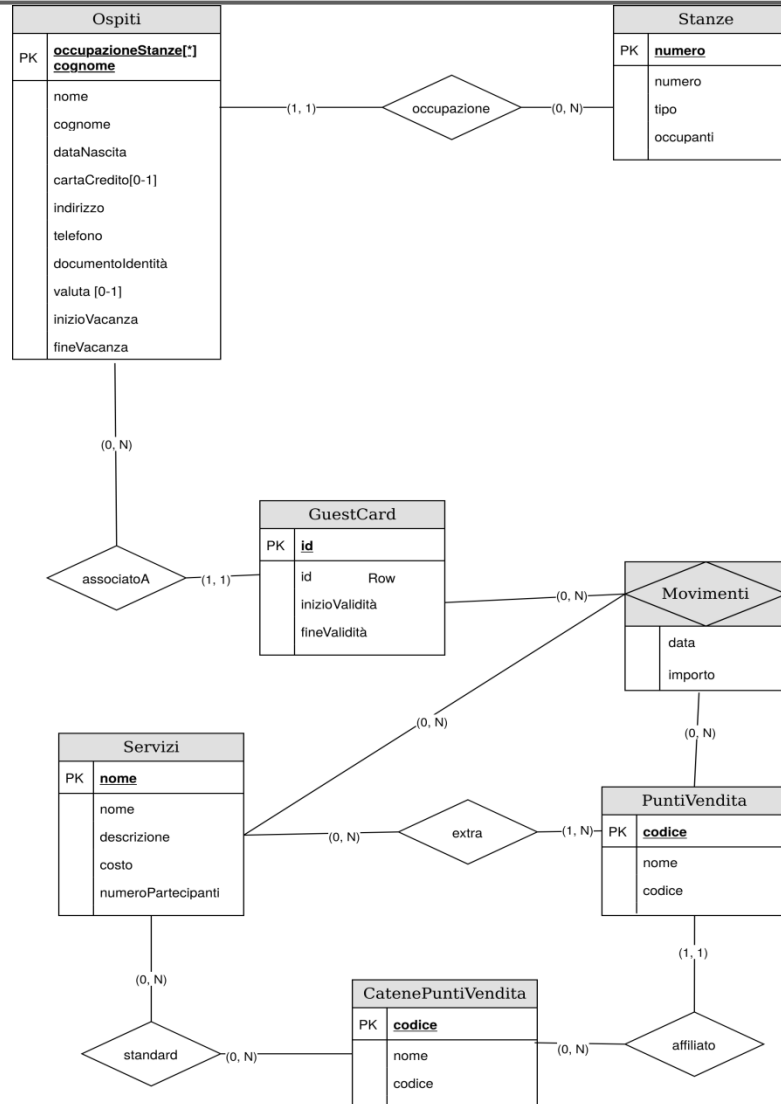 Ospiti
PK
occupazioneStanze[*]
cognome
nome
cognome
dataNascita
cartaCredito[0-1]
indirizzo
telefono
documentoIdentità
valuta [0-1]
inizioVacanza
fineVacanza
(1, 1)
occupazione
(0, N)
Stanze
PK
numero
numero
tipo
occupanti
(0, N)
associatoA
(1, 1)
GuestCard
PK
id
id Row
inizioValidità
fineValidità
(0, N)
Movimenti
data
importo
(0, N)
(0, N)
Servizi
PK
nome
nome
descrizione
costo
numeroPartecipanti
(0, N)
extra
(1, N)
PuntiVendita
PK
codice
nome
codice
(0, N)
(1, 1)
standard
(0, N)
CatenePuntiVendita
PK
codice
nome
codice
(0, N)
affiliato